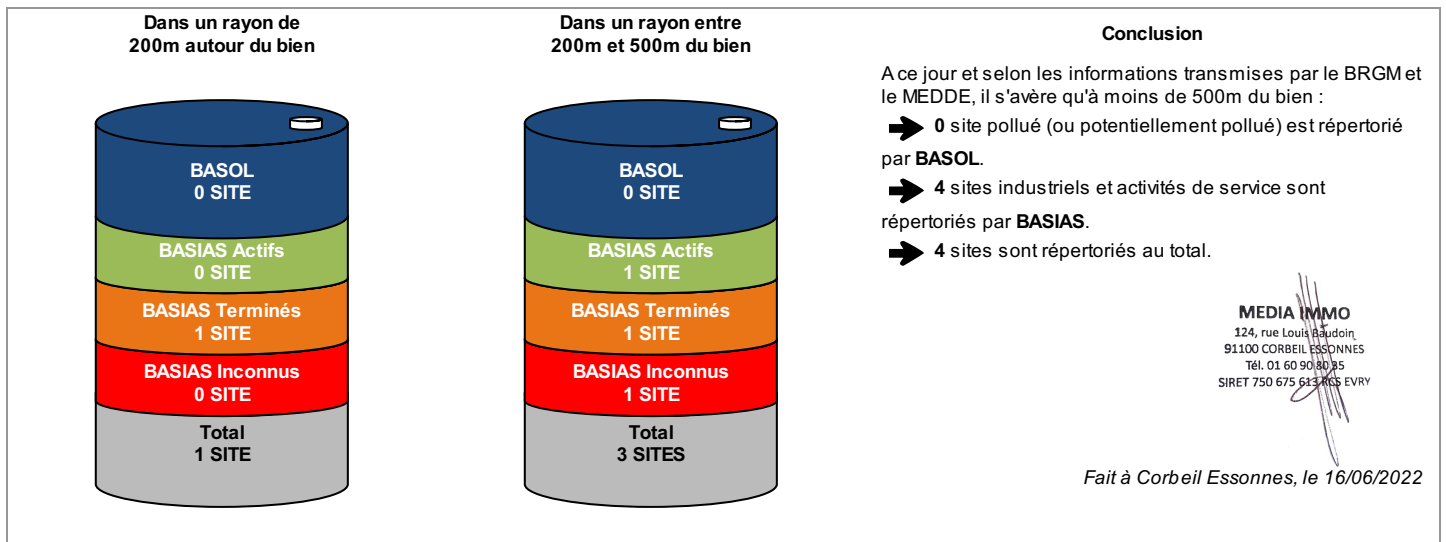 Dans un rayon de
200m autour du bien
BASOL
0 SITE
BASIAS Actifs
0 SITE
BASIAS Terminés
1 SITE
BASIAS Inconnus
0 SITE
Total
1 SITE
Dans un rayon entre
200m et 500m du bien
BASOL
0 SITE
BASIAS Actifs
1 SITE
BASIAS Terminés
1 SITE
BASIAS Inconnus
1 SITE
Total
3 SITES
Conclusion
A ce jour et selon les informations transmises par le BRGM et
le MEDDE, il s'avère qu'à moins de 500m du bien :
0 site pollué (ou potentiellement pollué) est répertorié
par BASOL.
4 sites industriels et activités de service sont
répertoriés par BASIAS.
4 sites sont répertoriés au total.
MEDIA IMMO
124, rue Louis Baudoin
91100 CORBEIL ESSONNES
Tél. 01 60 90 80 85
SIRET 750 675 613 RCS EVRY
Fait à Corbeil Essonnes, le 16/06/2022